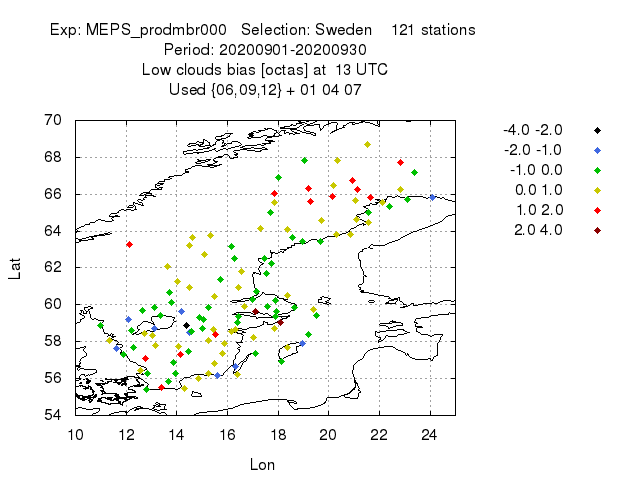 Exp: MEPS_prodmbr000   Selection: Sweden    121 stations
Period: 20200901-20200930
Low clouds bias [octas] at  13 UTC
Used {06,09,12} + 01 04 07
70
68
66
64
62
60
58
56
54
Lat
10 12 14 16 18 20 22 24
Lon
-4.0 -2.0
-2.0 -1.0
-1.0 0.0
0.0 1.0
1.0 2.0
2.0 4.0